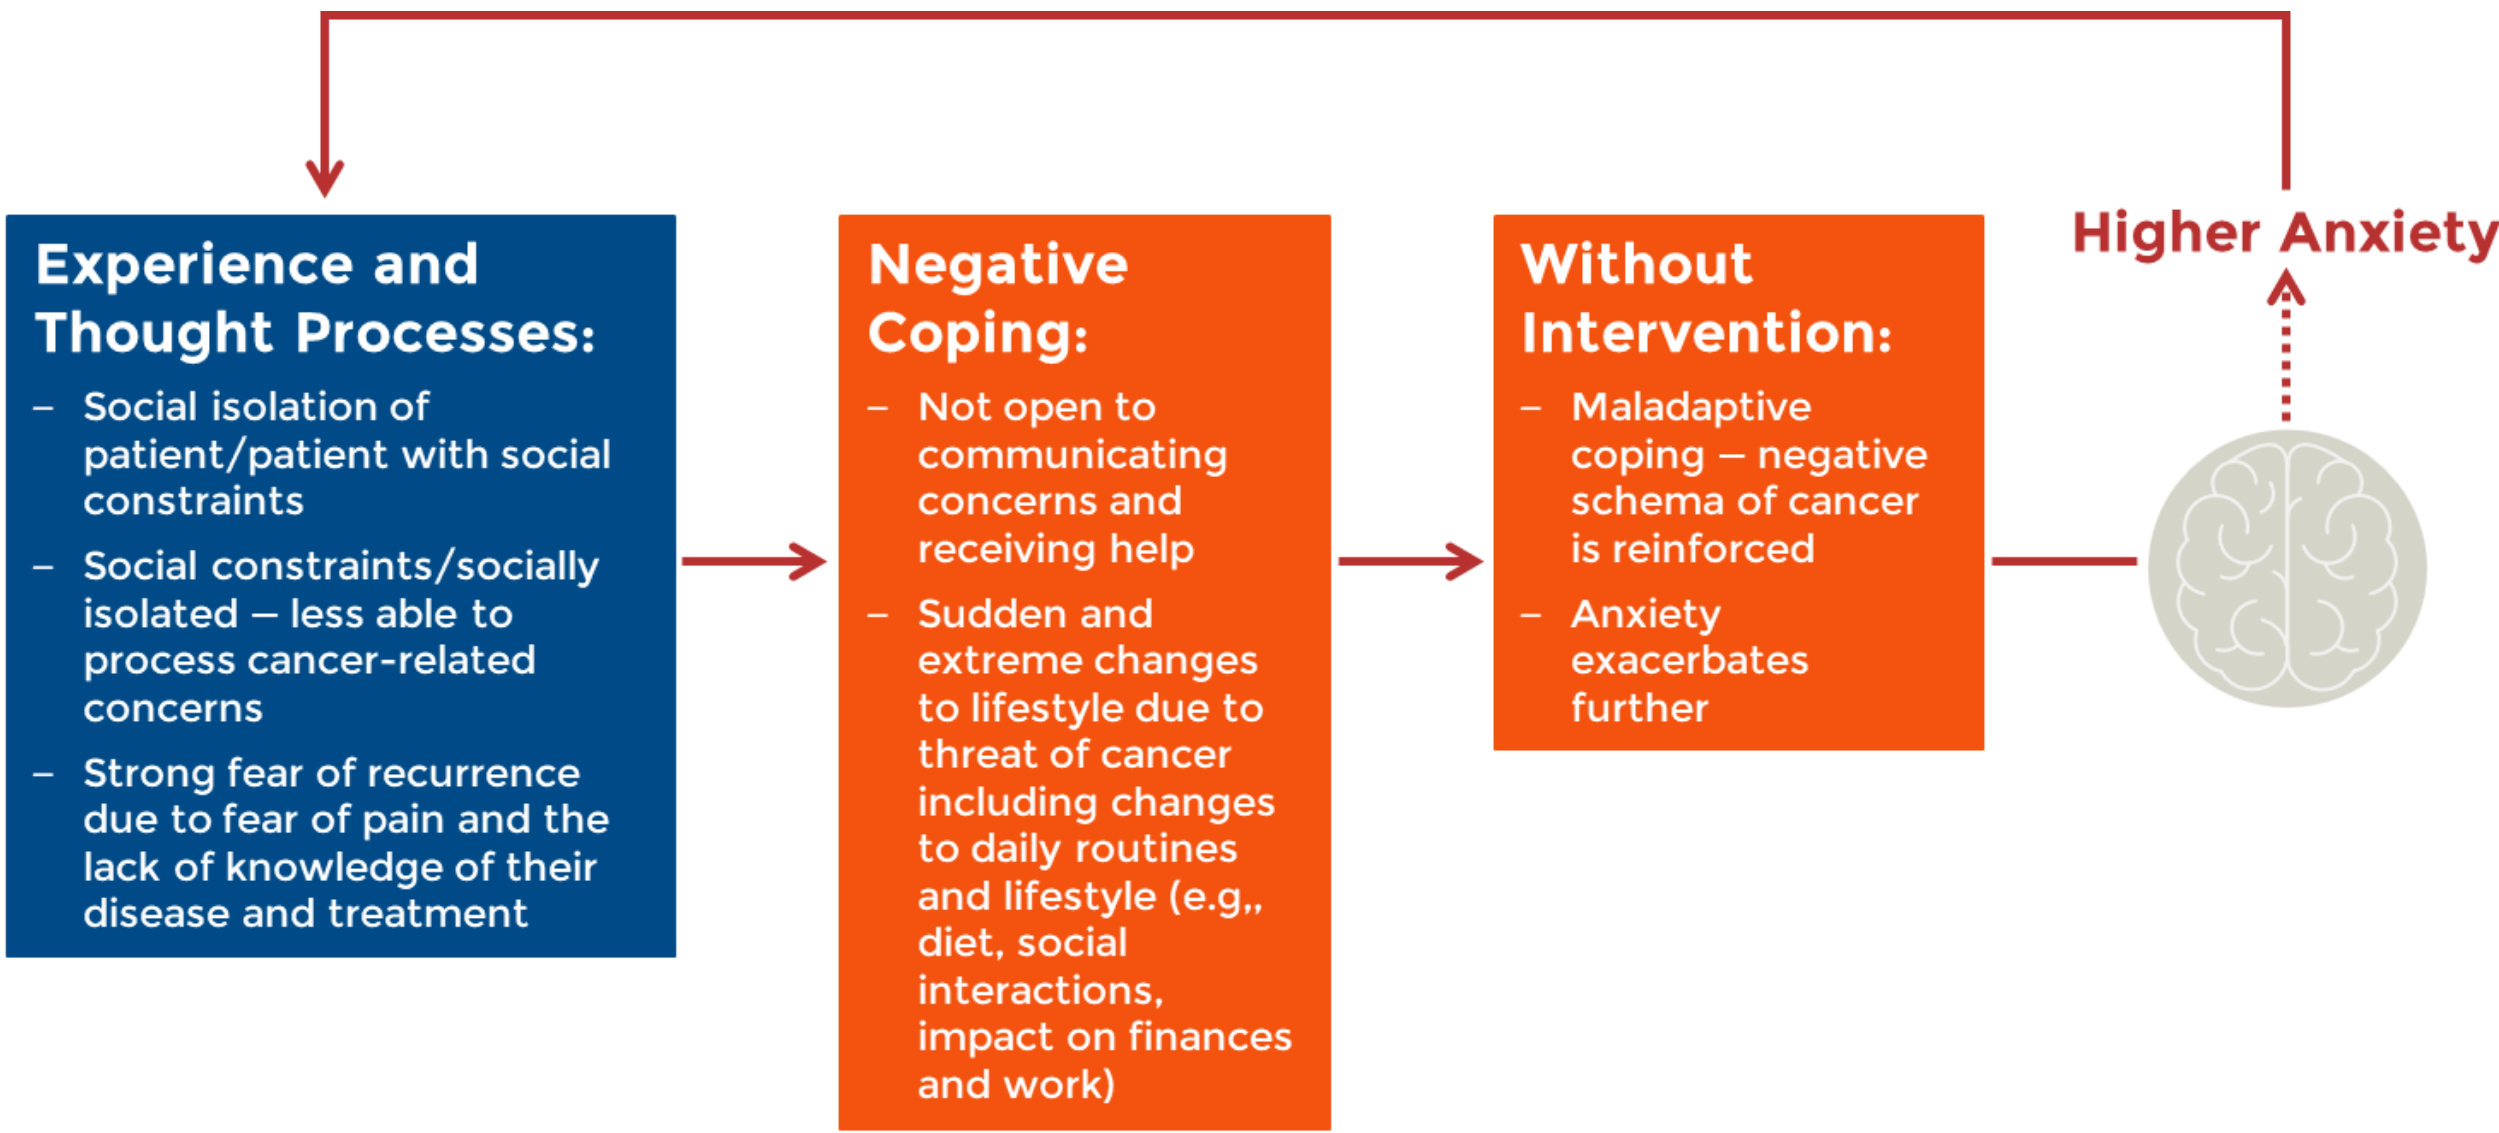 Experience and
Thought Processes:
– Social isolation of
patient/patient with social
constraints
– Social constraints/socially
isolated – less able to
process cancer-related
concerns
– Strong fear of recurrence
due to fear of pain and the
lack of knowledge of their
disease and treatment
Negative
Coping:
– Not open to
communicating
concerns and
receiving help
– Sudden and
extreme changes
to lifestyle due to
threat of cancer
including changes
to daily routines
and lifestyle (e.g,,
diet, social
interactions,
impact on finances
and work)
Without
Intervention:
– Maladaptive
coping – negative
schema of cancer
is reinforced
– Anxiety
exacerbates
further
Higher Anxiety